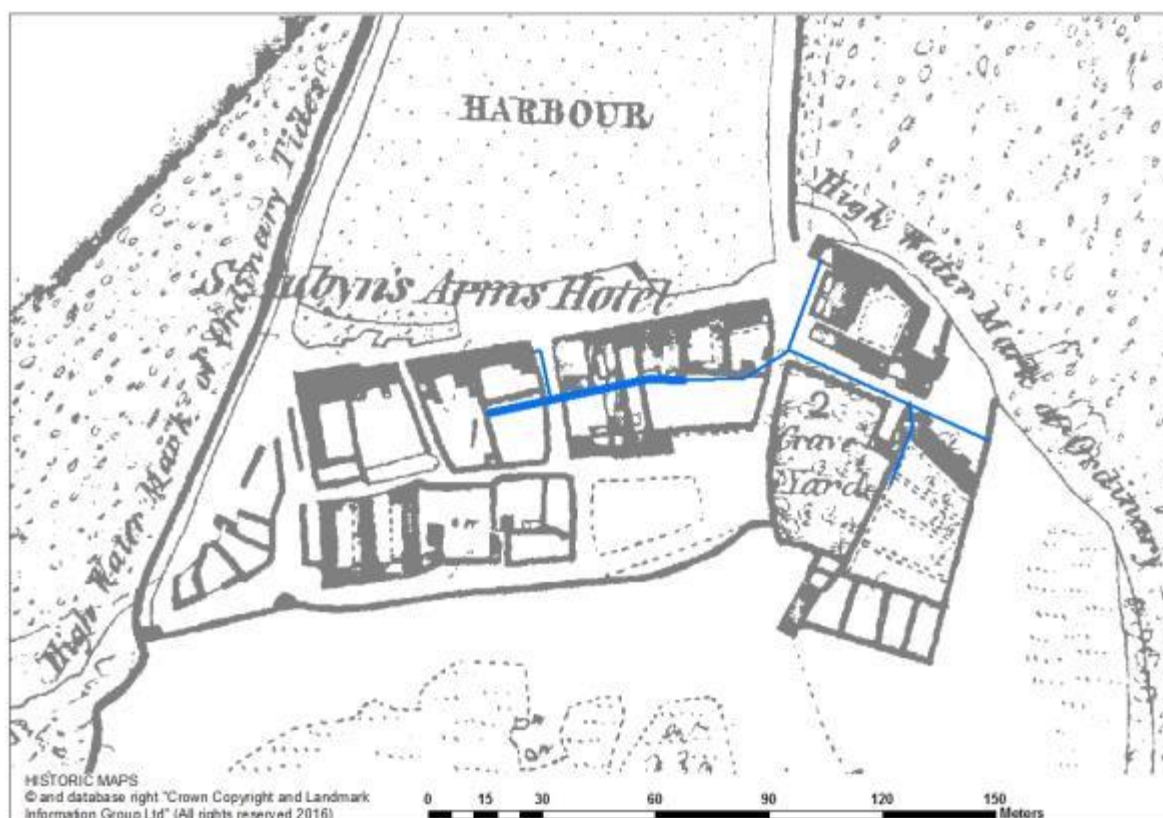 HARBOUR
High Water Mark of Ordinary Tides
High Water Mark of Ordinary
St Aubyn's Arms Hotel
2
Grave
Yards
HISTORIC MAPS
© and database right "Crown Copyright and Landmark
Information Group Ltd" (All rights reserved 2016)
0 15 30 60 90 120 150
Meters